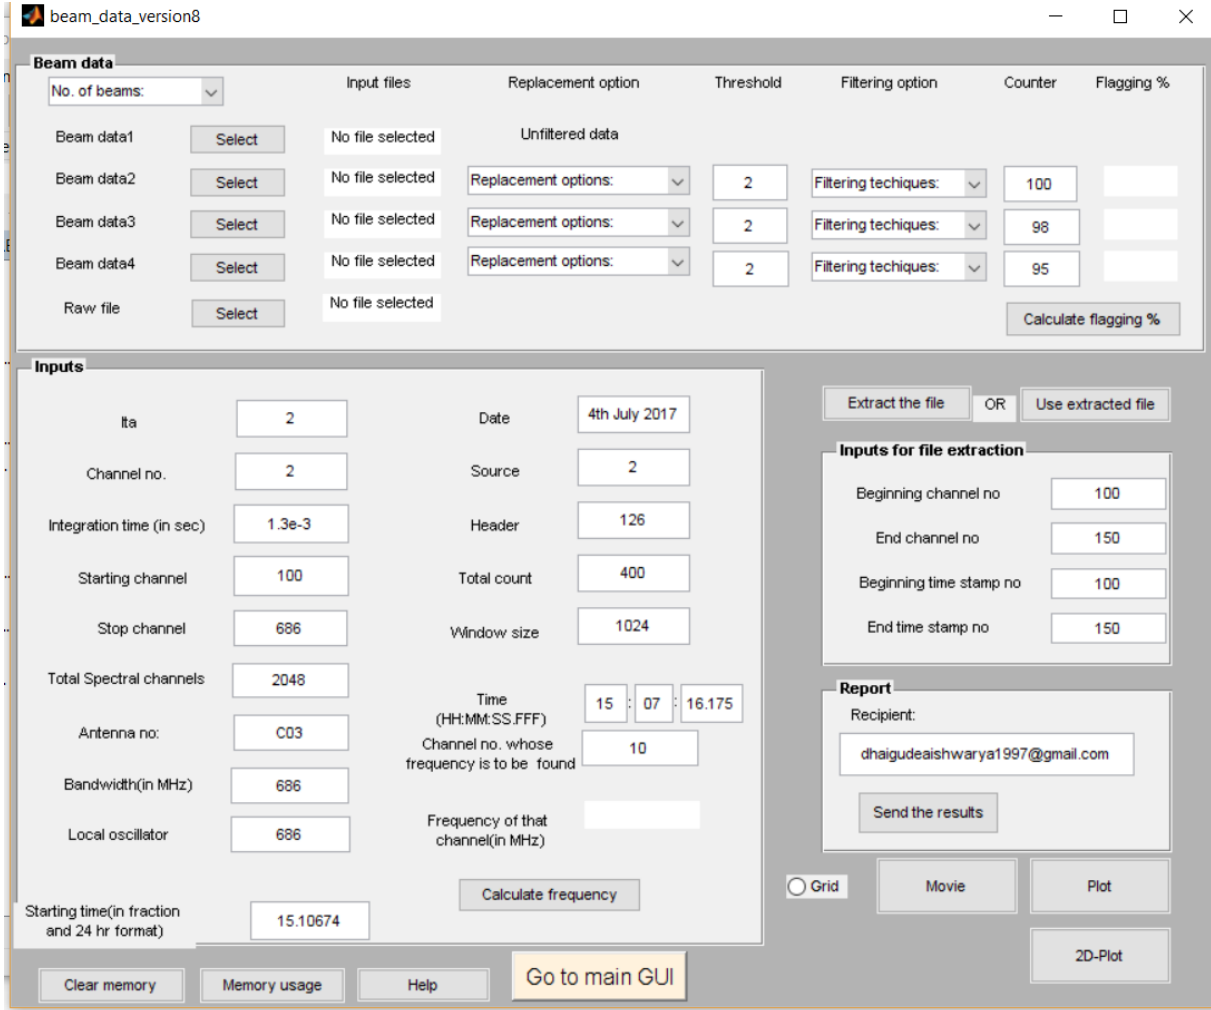 beam_data_version8
Beam data
No. of beams:
Input files
Replacement option
Threshold
Filtering option
Counter
Flagging %
Beam data1
Select
No file selected
Unfiltered data
Beam data2
Select
No file selected
Replacement options:
2
Filtering techiques:
100
Beam data3
Select
No file selected
Replacement options:
2
Filtering techiques:
98
Beam data4
Select
No file selected
Replacement options:
2
Filtering techiques:
95
Raw file
Select
No file selected
Calculate flagging %
Inputs
Ita
2
Channel no.
2
Integration time (in sec)
1.3e-3
Starting channel
100
Stop channel
686
Total Spectral channels
2048
Antenna no:
C03
Bandwidth(in MHz)
686
Local oscillator
686
Starting time(in fraction
and 24 hr format)
15.10674
Date
4th July 2017
Source
2
Header
126
Total count
400
Window size
1024
Time
(HH:MM:SS.FFF)
15 : 07 : 16.175
Channel no. whose
frequency is to be found
10
Frequency of that
channel(in MHz)
Calculate frequency
Extract the file
OR
Use extracted file
Inputs for file extraction
Beginning channel no
100
End channel no
150
Beginning time stamp no
100
End time stamp no
150
Report
Recipient:
dhaigudeaishwarya1997@gmail.com
Send the results
Grid
Movie
Plot
2D-Plot
Clear memory
Memory usage
Help
Go to main GUI